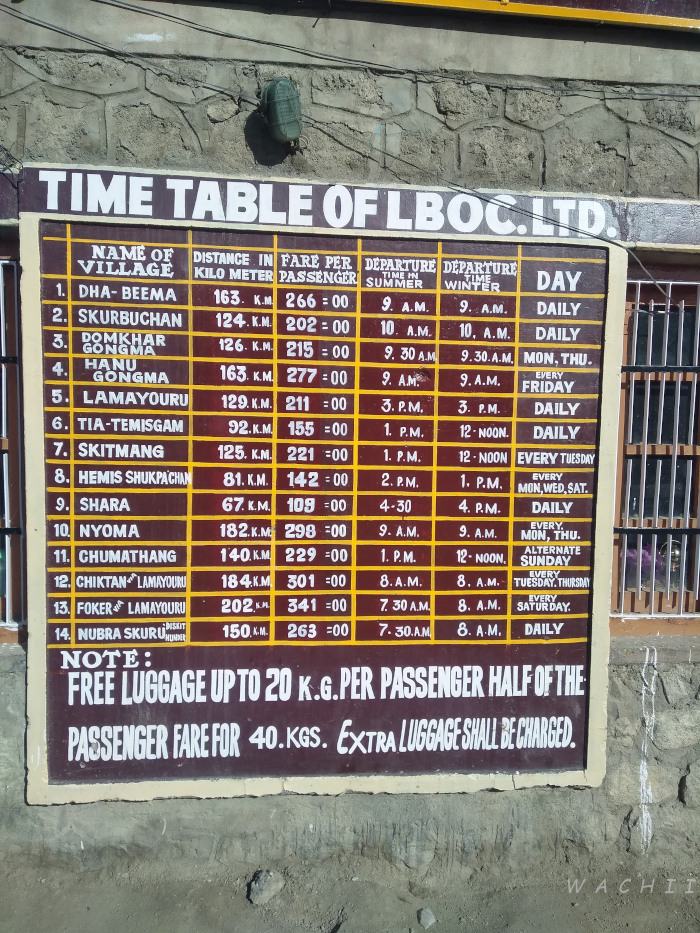 TIME TABLE OF LBOC. LTD.
NAME OF VILLAGE DISTANCE IN KILO METER FARE PER PASSENGER DEPARTURE TIME IN SUMMER DEPARTURE TIME WINTER DAY
1. DHA-BEEMA 163. K.M. 266=00 9. A.M. 9. A.M. DAILY
2. SKURBUCHAN 124. K.M. 202=00 10. A.M. 10, A.M. DAILY
3. DOMKHAR GONGMA 126. K.M. 215=00 9.30 A.M. 9.30.A.M. MON, THU.
4. HANU GONGMA 163. K.M. 277=00 9. A.M. 9. A.M. EVERY FRIDAY
5. LAMAYOURU 129. K.M. 211=00 3. P.M. 3. P.M. DAILY
6. TIA-TEMISGAM 92. K.M. 155=00 1. P.M. 12-NOON. DAILY
7. SKITMANG 125. K.M. 221=00 1. P.M. 12-NOON EVERY TUESDAY
8. HEMIS SHUKPA'CHAN 81. K.M. 142=00 2. P.M. 1. P.M. EVERY MON, WED, SAT.
9. SHARA 67. K.M. 109=00 4-30 4. P.M. DAILY
10. NYOMA 182. K.M. 298=00 9. A.M. 9. A.M. EVERY. MON, THU.
11. CHUMATHANG 140. K.M. 229=00 1. P.M. 12-NOON. ALTERNATE SUNDAY
12. CHIKTAN VIA LAMAYOURU 184 K.M. 301=00 8. A.M. 8. A.M. EVERY TUESDAY, THURSDAY
13. FOKER VIA LAMAYOURU 202. K.M. 341=00 7.30 A.M. 8. A.M. EVERY SATURDAY.
14. NUBRA SKURU 150. K.M. 263=00 7-30. A.M. 8. A.M. DAILY
NOTE:
FREE LUGGAGE UP TO 20 K.G. PER PASSENGER HALF OF THE
PASSENGER FARE FOR 40.KGS. EXTRA LUGGAGE SHALL BE CHARGED.
WACHII